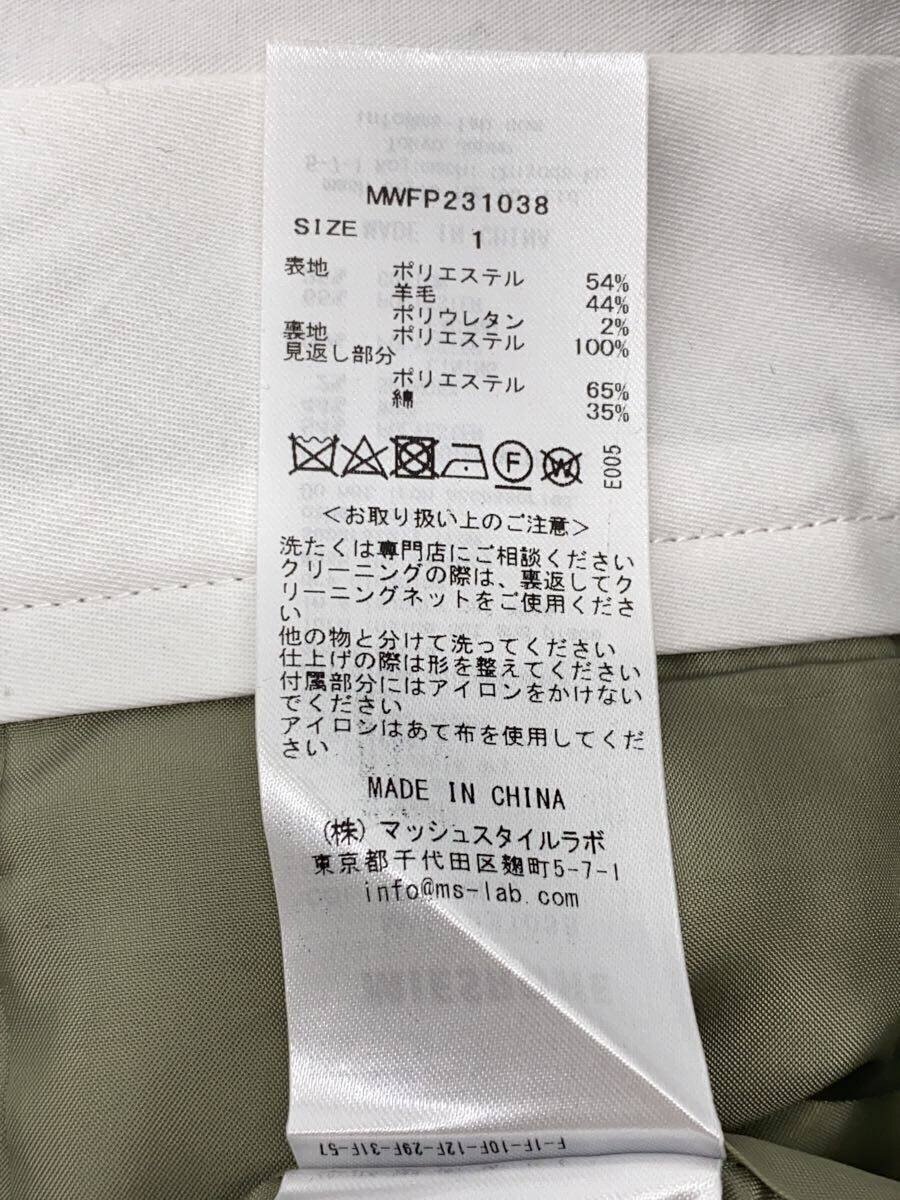 MWFP231038
SIZE 1
表地 ポリエステル 54%
羊毛 44%
ポリウレタン 2%
裏地 ポリエステル 100%
見返し部分
ポリエステル 65%
綿 35%
F W E005
＜お取り扱い上のご注意＞
洗たくは専門店にご相談ください
クリーニングの際は、裏返してク
リーニングネットをご使用くださ
い
他の物と分けて洗ってください
仕上げの際は形を整えてください
付属部分にはアイロンをかけない
でください
アイロンはあて布を使用してくだ
さい
MADE IN CHINA
(株) マッシュスタイルラボ
東京都千代田区麹町5-7-1
info@ms-lab.com
F-1F-10F-12F-29F-31F-57